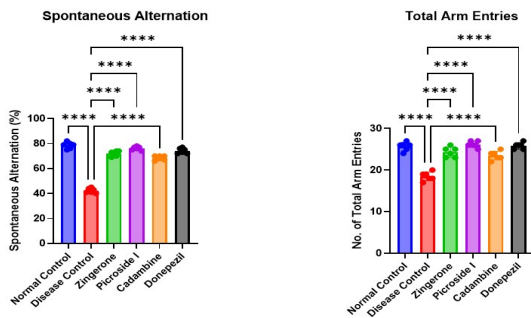 Spontaneous Alternation
****
****
****
**** ****
Spontaneous Alternation (%)
100
80
60
40
20
0
Normal Control
Disease Control
Zingerone
Picroside I
Cadambine
Donepezil
Total Arm Entries
****
****
****
**** ****
No. of Total Arm Entries
30
20
10
0
Normal Control
Disease Control
Zingerone
Picroside I
Cadambine
Donepezil